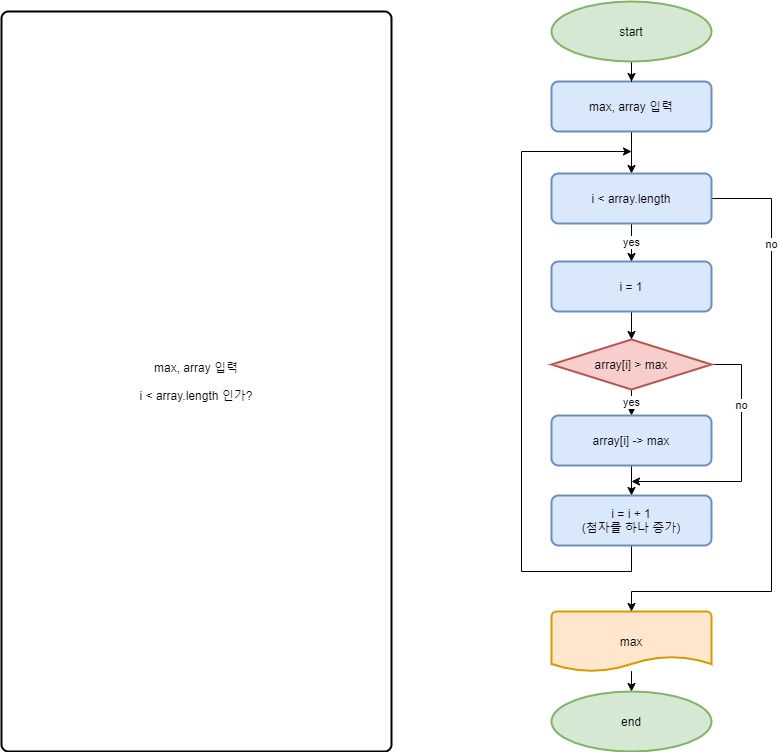 max, array 입력
i < array.length 인가?
start
max, array 입력
i < array.length
yes
no
i = 1
array[i] > max
yes
no
array[i] -> max
i = i + 1
(첨자를 하나 증가)
max
end